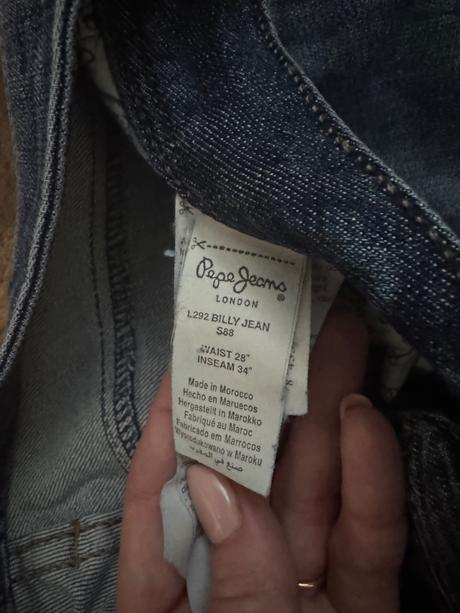 Pepe Jeans ®
LONDON
L292 BILLY JEAN
S88
WAIST 28"
INSEAM 34"
Made in Morocco
Hecho en Marruecos
Hergestellt in Marokko
Fabriqué au Maroc
Fabricado em Marrocos
Wyprodukowano w Maroku
صنع في المغرب